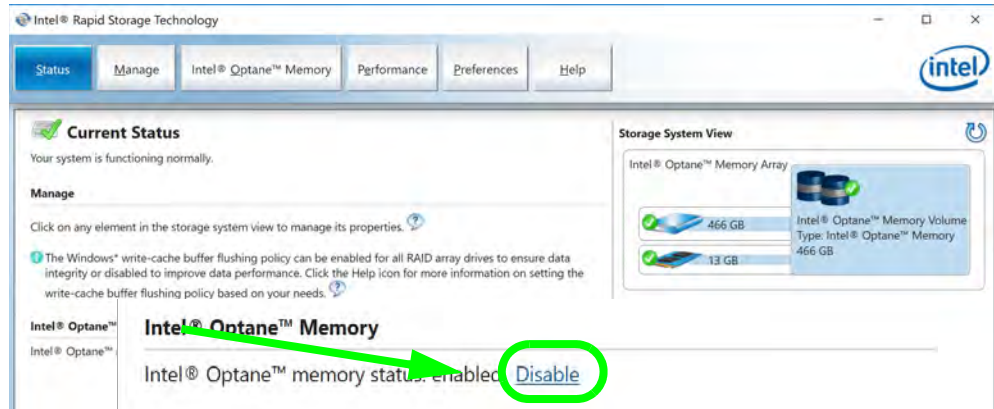 Intel® Rapid Storage Technology
Status
Manage
Intel® Optane™ Memory
Performance
Preferences
Help
intel
Current Status
Your system is functioning normally.
Manage
Click on any element in the storage system view to manage its properties.
The Windows* write-cache buffer flushing policy can be enabled for all RAID array drives to ensure data
integrity or disabled to improve data performance. Click the Help icon for more information on setting the
write-cache buffer flushing policy based on your needs.
Intel® Optane™
Intel® Optane™
Storage System View
Intel® Optane™ Memory Array
466 GB
13 GB
Intel® Optane™ Memory Volume
Type: Intel® Optane™ Memory
466 GB
Intel® Optane™ Memory
Intel® Optane™ memory status: enabled Disable